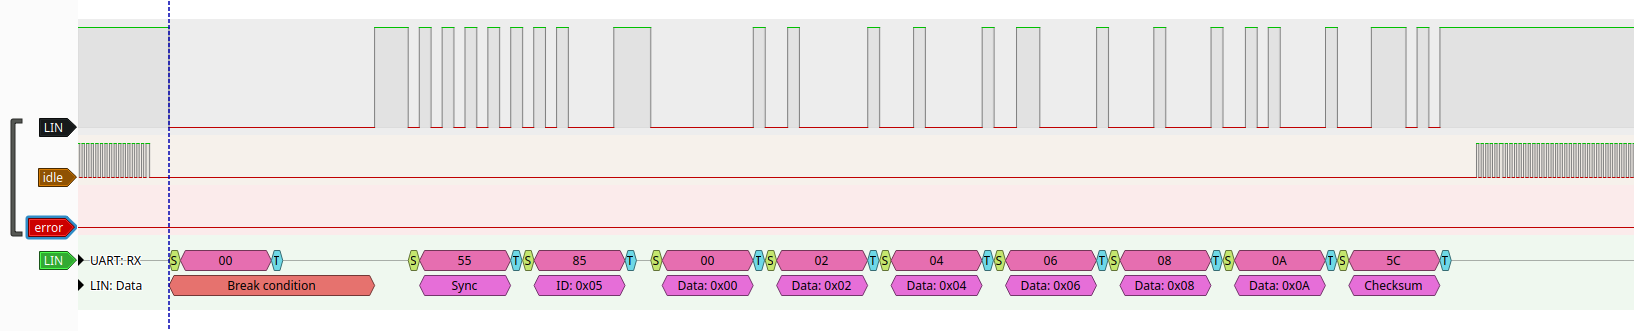 LIN
idle
error
LIN UART: RX S 00 T S 55 T S 85 T S 00 T S 02 T S 04 T S 06 T S 08 T S 0A T S 5C T
LIN: Data Break condition Sync ID: 0x05 Data: 0x00 Data: 0x02 Data: 0x04 Data: 0x06 Data: 0x08 Data: 0x0A Checksum